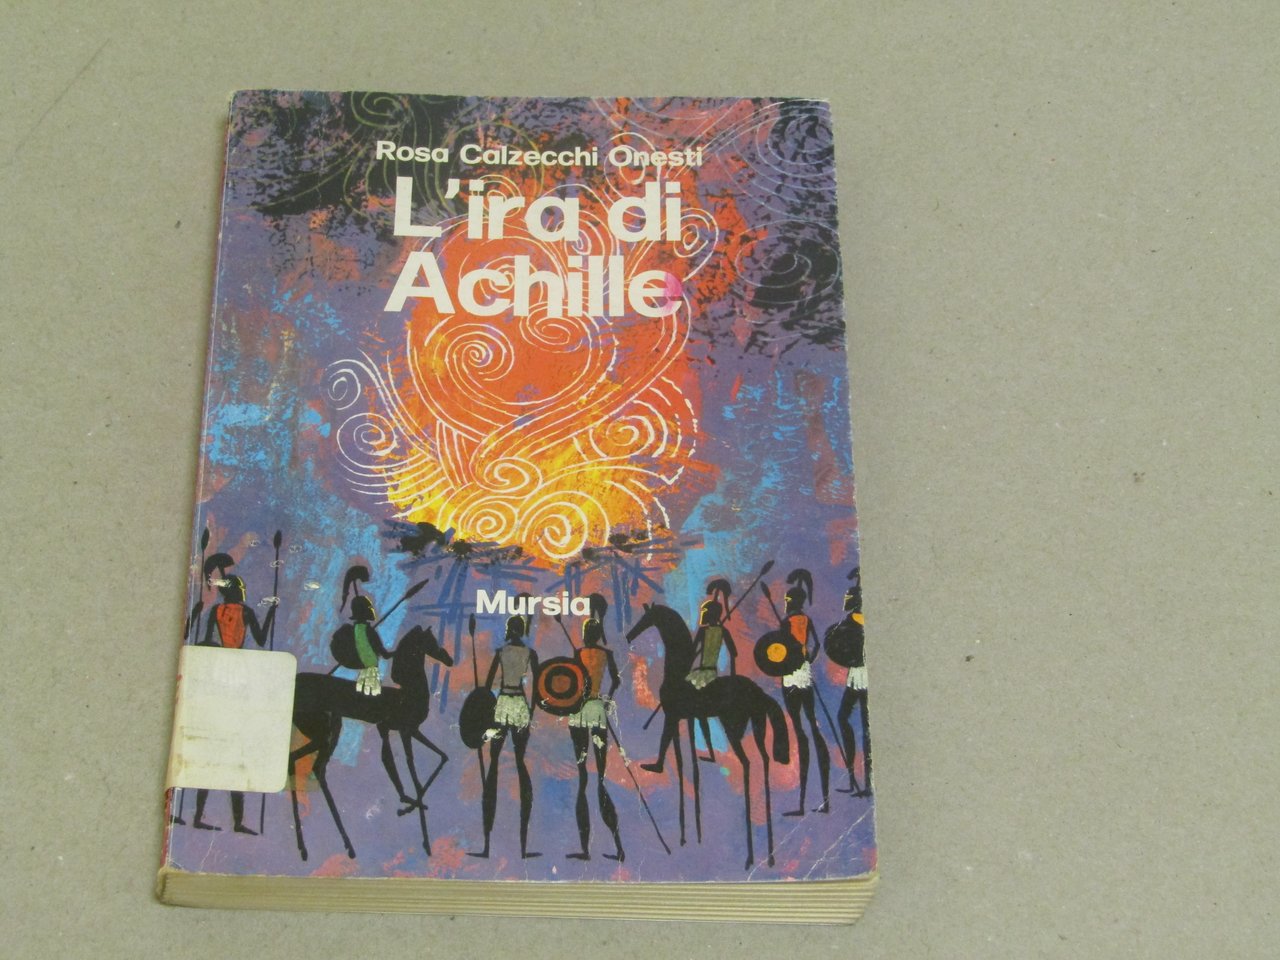 Rosa Calzecchi Onesti
L'ira di
Achille
Mursia